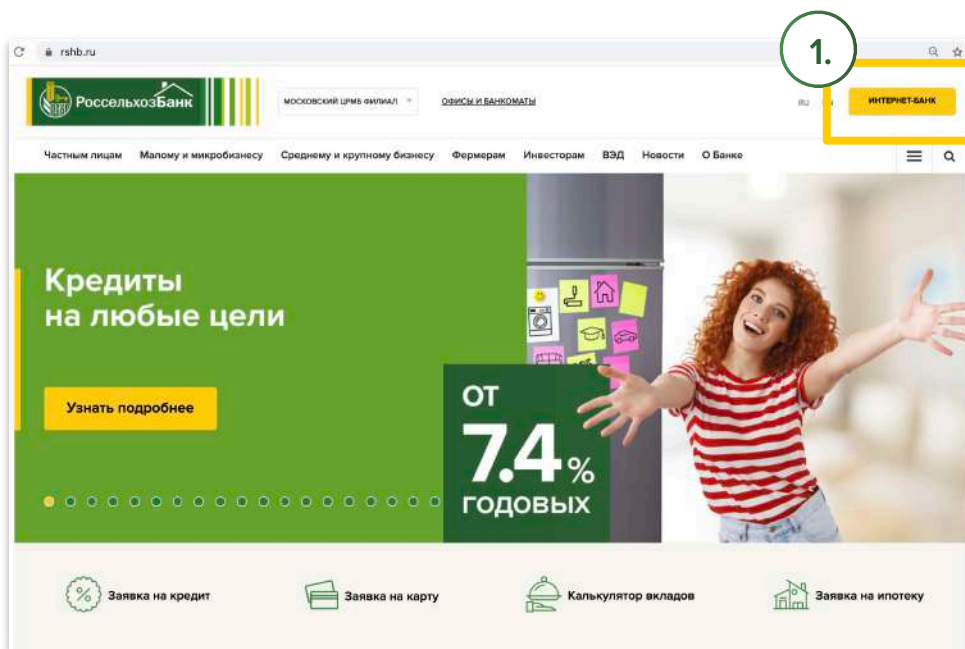 1.
rshb.ru
РоссельхозБанк
МОСКОВСКИЙ ЦРМБ ФИЛИАЛ
ОФИСЫ И БАНКОМАТЫ
RU
ИНТЕРНЕТ-БАНК
Частным лицам Малому и микробизнесу Среднему и крупному бизнесу Фермерам Инвесторам ВЭД Новости О Банке
Кредиты
на любые цели
Узнать подробнее
ОТ
7.4%
ГОДОВЫХ
Заявка на кредит
Заявка на карту
Калькулятор вкладов
Заявка на ипотеку